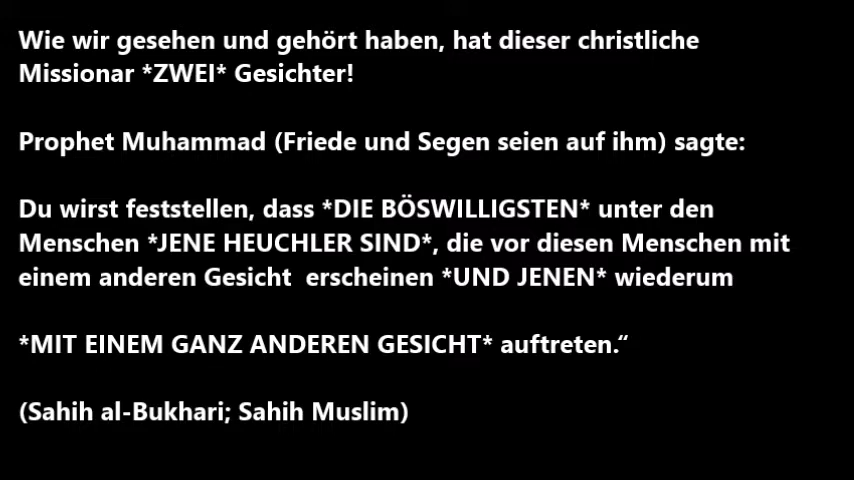 Wie wir gesehen und gehört haben, hat dieser christliche
Missionar *ZWEI* Gesichter!
Prophet Muhammad (Friede und Segen seien auf ihm) sagte:
Du wirst feststellen, dass *DIE BÖSWILLIGSTEN* unter den
Menschen *JENE HEUCHLER SIND*, die vor diesen Menschen mit
einem anderen Gesicht erscheinen *UND JENEN* wiederum
*MIT EINEM GANZ ANDEREN GESICHT* auftreten.“
(Sahih al-Bukhari; Sahih Muslim)